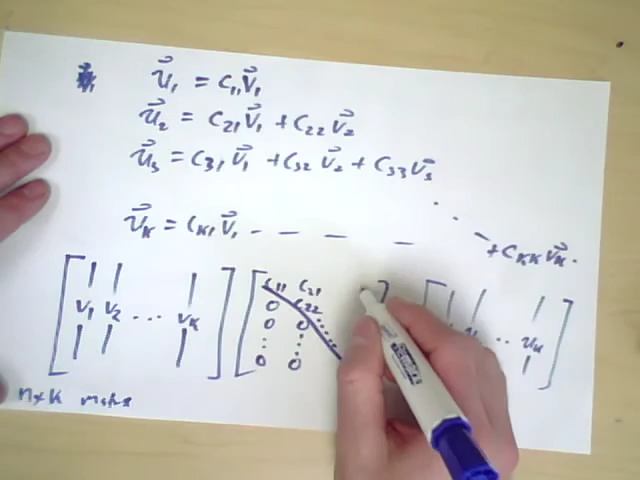 u⃗₁ = c₁₁v⃗₁
u⃗₂ = c₂₁v⃗₁ + c₂₂v⃗₂
u⃗₃ = c₃₁v⃗₁ + c₃₂v⃗₂ + c₃₃v⃗₃
u⃗ₖ = cₖ₁v⃗₁ - - - - + cₖₖv⃗ₖ.
v₁ v₂ ... vₖ c₁₁ c₂₁ ... uₖ
0 c₂₂
0 0
0 0
n×k